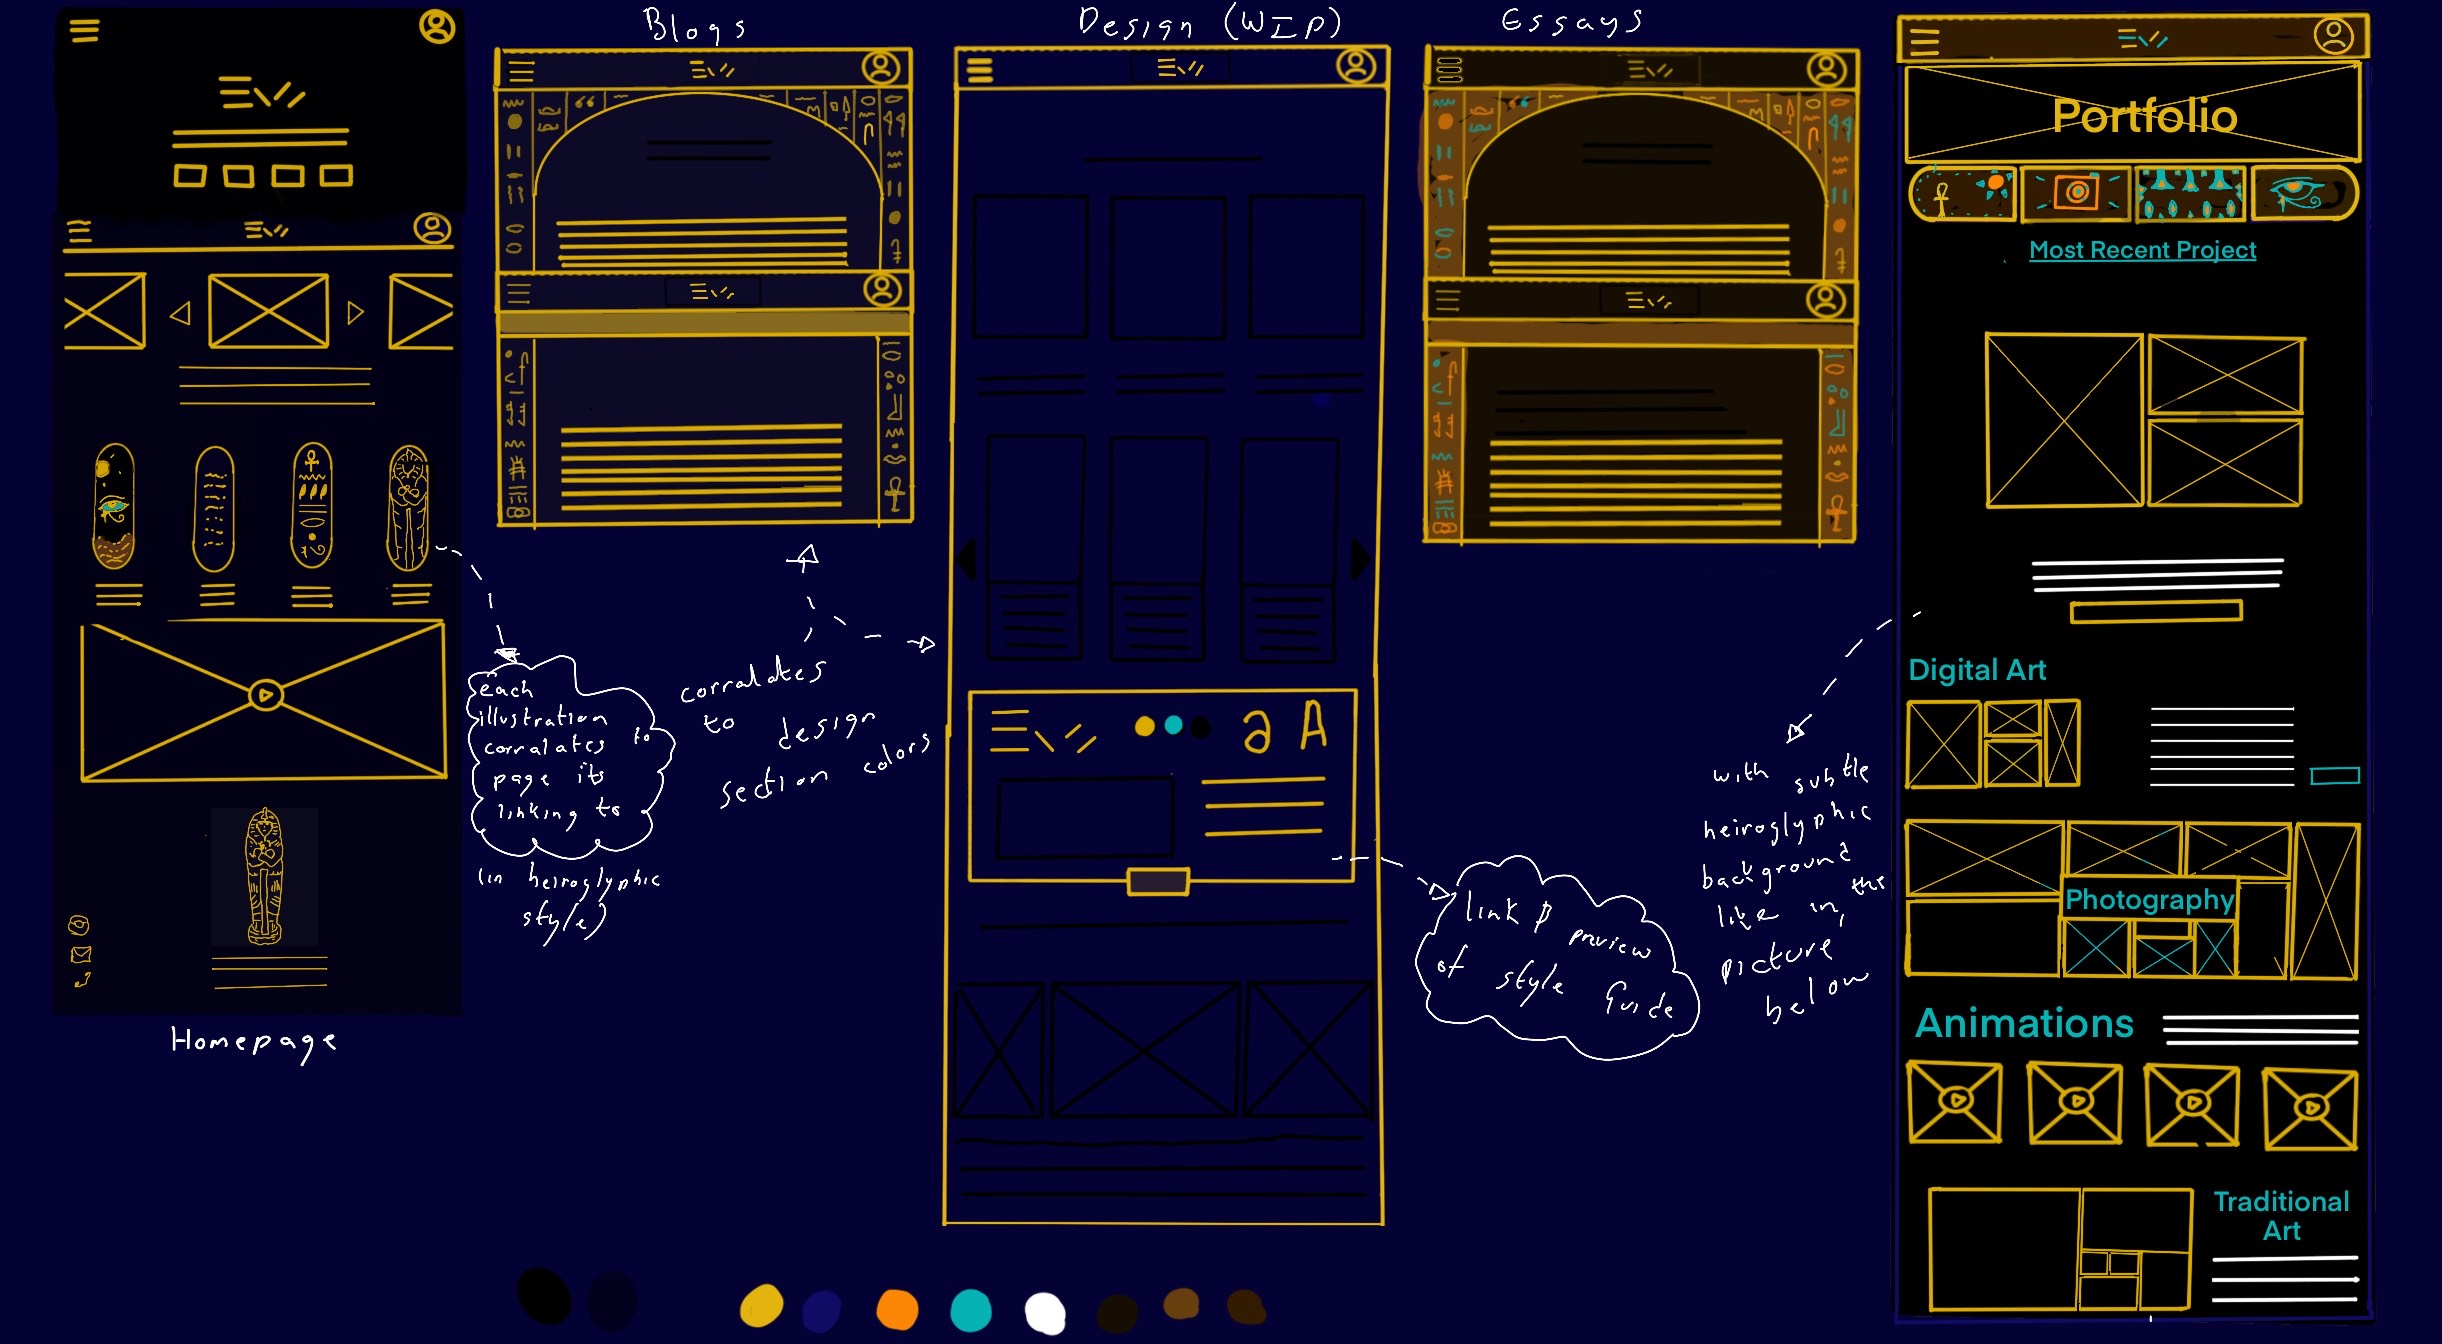 Blogs
Design (WIP)
Essays
Portfolio
Most Recent Project
Digital Art
Photography
Animations
Traditional
Art
a A
each
illustration
corralates to
page its
linking to
(in heiroglyphic
style)
corralates
to design
section colors
link & preview
of style Guide
with subtle
heiroglyphic
background
like in the
picture
below
Homepage